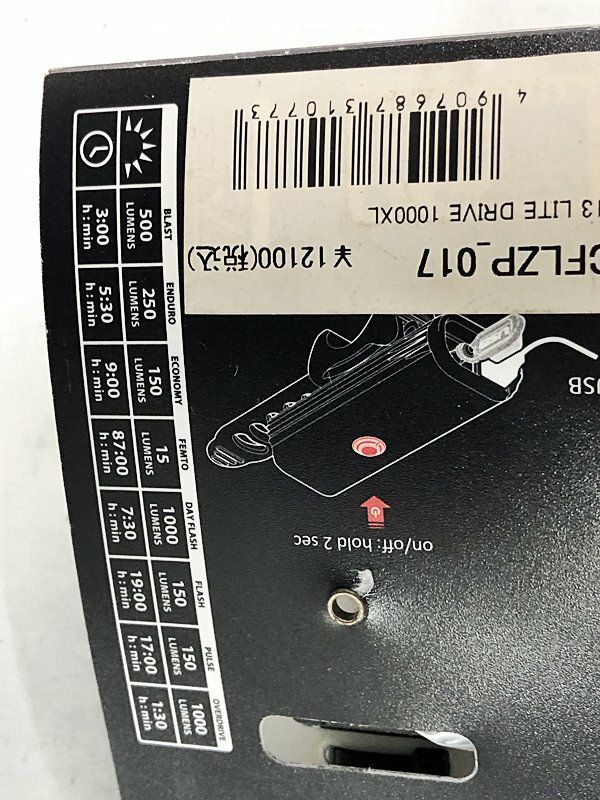 4 907687 310773
13 LITE DRIVE 1000XL
CFLZP_017
￥12100(税込)
USB
on/off: hold 2 sec
BLAST
500
LUMENS
3:00
h:min
ENDURO
250
LUMENS
5:30
h:min
ECONOMY
150
LUMENS
9:00
h:min
FEMTO
15
LUMENS
87:00
h:min
DAY FLASH
1000
LUMENS
7:30
h:min
FLASH
150
LUMENS
19:00
h:min
PULSE
150
LUMENS
17:00
h:min
OVERDRIVE
1000
LUMENS
1:30
h:min